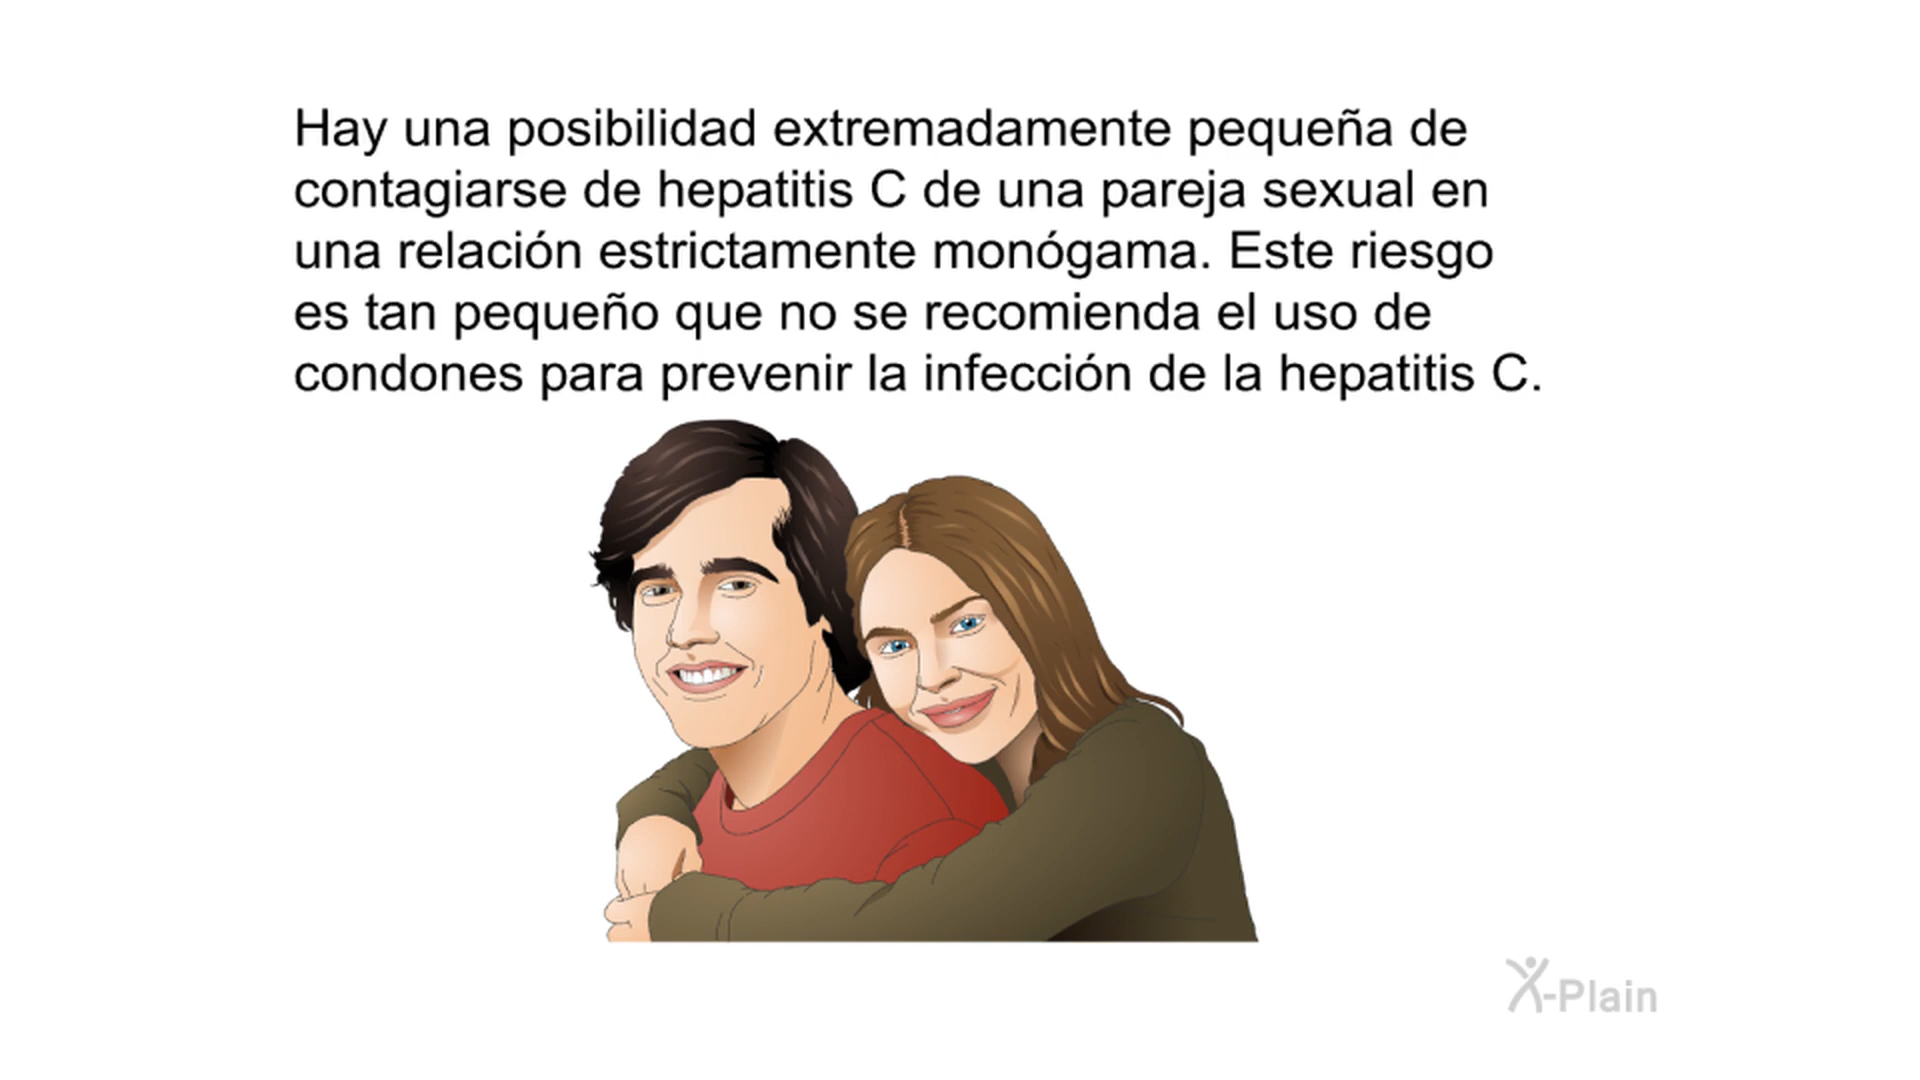 Hay una posibilidad extremadamente pequeña de
contagiarse de hepatitis C de una pareja sexual en
una relación estrictamente monógama. Este riesgo
es tan pequeño que no se recomienda el uso de
condones para prevenir la infección de la hepatitis C.
X-Plain